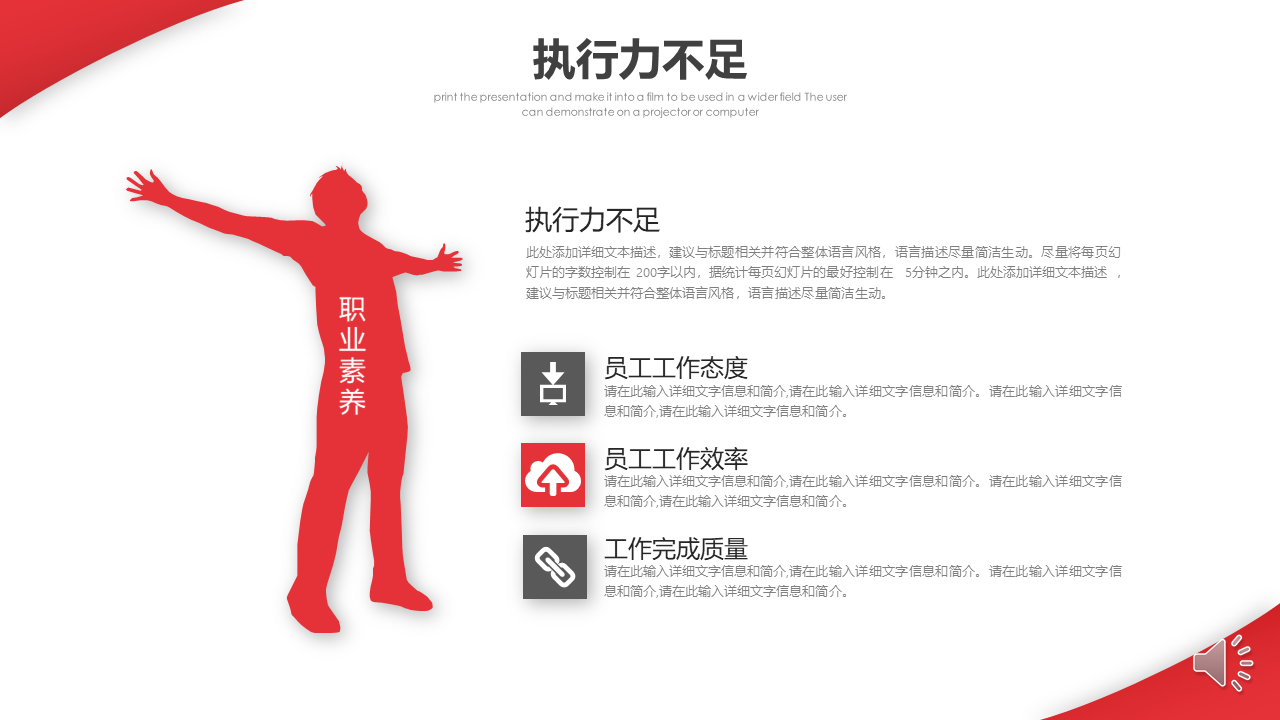 执行力不足
print the presentation and make it into a film to be used in a wider field The user
can demonstrate on a projector or computer
职
业
素
养
执行力不足
此处添加详细文本描述，建议与标题相关并符合整体语言风格，语言描述尽量简洁生动。尽量将每页幻
灯片的字数控制在 200字以内，据统计每页幻灯片的最好控制在 5分钟之内。此处添加详细文本描述 ，
建议与标题相关并符合整体语言风格，语言描述尽量简洁生动。
员工工作态度
请在此输入详细文字信息和简介,请在此输入详细文字信息和简介。请在此输入详细文字信
息和简介,请在此输入详细文字信息和简介。
员工工作效率
请在此输入详细文字信息和简介,请在此输入详细文字信息和简介。请在此输入详细文字信
息和简介,请在此输入详细文字信息和简介。
工作完成质量
请在此输入详细文字信息和简介,请在此输入详细文字信息和简介。请在此输入详细文字信
息和简介,请在此输入详细文字信息和简介。